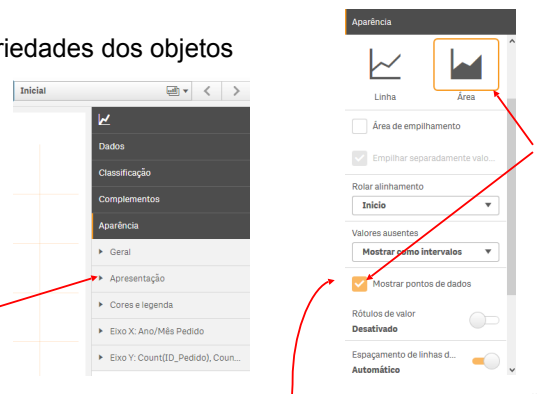 riedades dos objetos
Inicial
Dados
Classificação
Complementos
Aparência
Geral
Apresentação
Cores e legenda
Eixo X: Ano/Mês Pedido
Eixo Y: Count(ID_Pedido), Coun...
Aparência
Linha
Área
Área de empilhamento
Empilhar separadamente valo...
Rolar alinhamento
Início
Valores ausentes
Mostrar como intervalos
Mostrar pontos de dados
Rótulos de valor
Desativado
Espaçamento de linhas d...
Automático